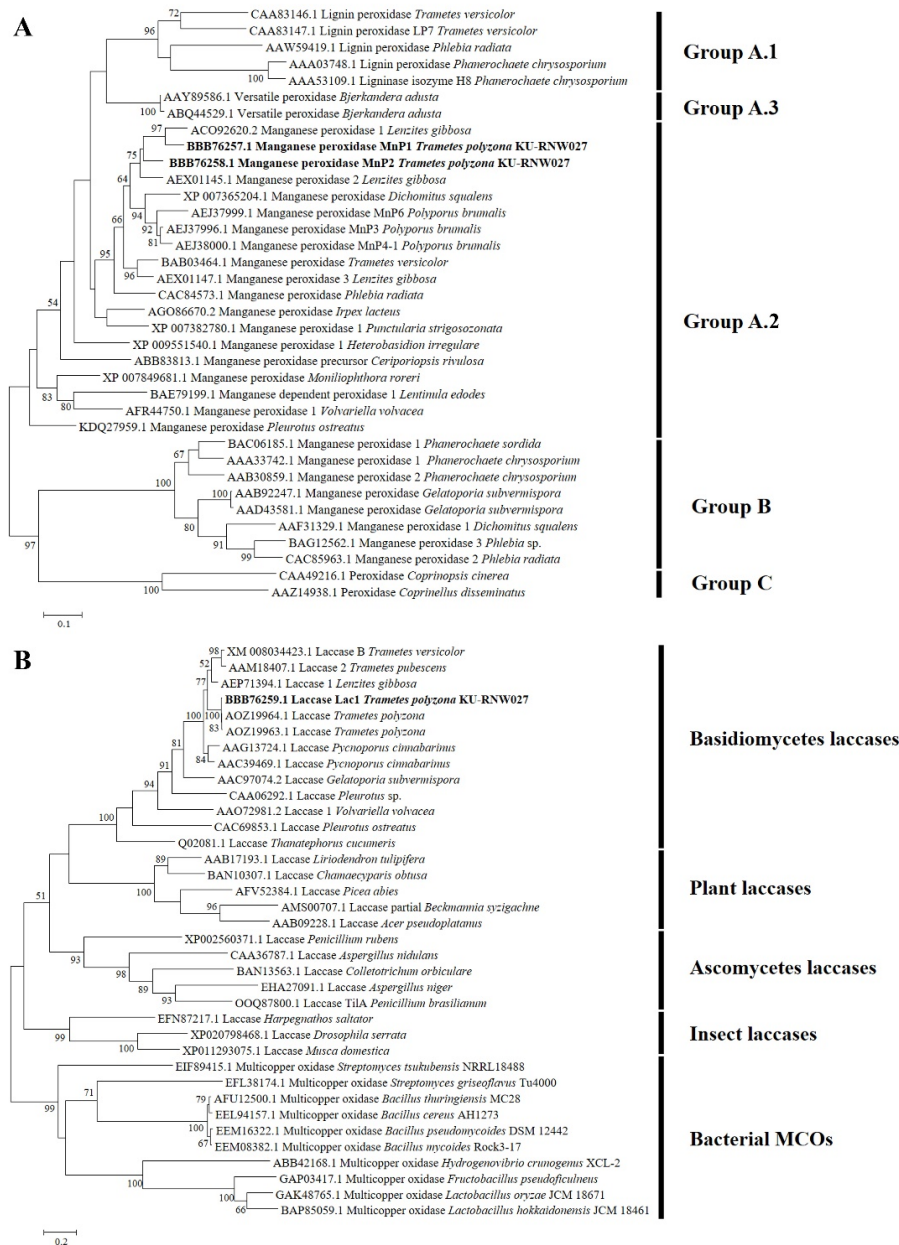 A
72
CAA83146.1 Lignin peroxidase Trametes versicolor
CAA83147.1 Lignin peroxidase LP7 Trametes versicolor
96
AAW59419.1 Lignin peroxidase Phlebia radiata
AAA03748.1 Lignin peroxidase Phanerochaete chrysosporium
100
AAA53109.1 Ligninase isozyme H8 Phanerochaete chrysosporium
Group A.1
AAY89586.1 Versatile peroxidase Bjerkandera adusta
100
ABQ44529.1 Versatile peroxidase Bjerkandera adusta
Group A.3
97
ACO92620.2 Manganese peroxidase 1 Lenzites gibbosa
BBB76257.1 Manganese peroxidase MnP1 Trametes polyzona KU-RNW027
75
BBB76258.1 Manganese peroxidase MnP2 Trametes polyzona KU-RNW027
64
AEX01145.1 Manganese peroxidase 2 Lenzites gibbosa
XP 007365204.1 Manganese peroxidase Dichomitus squalens
94
AEJ37999.1 Manganese peroxidase MnP6 Polyporus brumalis
66
92
AEJ37996.1 Manganese peroxidase MnP3 Polyporus brumalis
81
AEJ38000.1 Manganese peroxidase MnP4-1 Polyporus brumalis
95
BAB03464.1 Manganese peroxidase Trametes versicolor
96
AEX01147.1 Manganese peroxidase 3 Lenzites gibbosa
CAC84573.1 Manganese peroxidase Phlebia radiata
54
AGO86670.2 Manganese peroxidase Irpex lacteus
XP 007382780.1 Manganese peroxidase 1 Punctularia strigosozonata
XP 009551540.1 Manganese peroxidase 1 Heterobasidion irregulare
ABB83813.1 Manganese peroxidase precursor Ceriporiopsis rivulosa
XP 007849681.1 Manganese peroxidase Moniliophthora roreri
83
BAE79199.1 Manganese dependent peroxidase 1 Lentinula edodes
80
AFR44750.1 Manganese peroxidase 1 Volvariella volvacea
KDQ27959.1 Manganese peroxidase Pleurotus ostreatus
Group A.2
BAC06185.1 Manganese peroxidase 1 Phanerochaete sordida
67
AAA33742.1 Manganese peroxidase 1 Phanerochaete chrysosporium
AAB30859.1 Manganese peroxidase 2 Phanerochaete chrysosporium
100
100
AAB92247.1 Manganese peroxidase Gelatoporia subvermispora
AAD43581.1 Manganese peroxidase Gelatoporia subvermispora
80
AAF31329.1 Manganese peroxidase 1 Dichomitus squalens
91
BAG12562.1 Manganese peroxidase 3 Phlebia sp.
99
CAC85963.1 Manganese peroxidase 2 Phlebia radiata
Group B
97
CAA49216.1 Peroxidase Coprinopsis cinerea
100
AAZ14938.1 Peroxidase Coprinellus disseminatus
Group C
0.1
B
98
XM 008034423.1 Laccase B Trametes versicolor
52
AAM18407.1 Laccase 2 Trametes pubescens
77
AEP71394.1 Laccase 1 Lenzites gibbosa
BBB76259.1 Laccase Lac1 Trametes polyzona KU-RNW027
100
100
AOZ19964.1 Laccase Trametes polyzona
83
AOZ19963.1 Laccase Trametes polyzona
AAG13724.1 Laccase Pycnoporus cinnabarinus
81
84
AAC39469.1 Laccase Pycnoporus cinnabarinus
91
AAC97074.2 Laccase Gelatoporia subvermispora
94
CAA06292.1 Laccase Pleurotus sp.
AAO72981.2 Laccase 1 Volvariella volvacea
100
CAC69853.1 Laccase Pleurotus ostreatus
Q02081.1 Laccase Thanatephorus cucumeris
Basidiomycetes laccases
89
AAB17193.1 Laccase Liriodendron tulipifera
BAN10307.1 Laccase Chamaecyparis obtusa
100
AFV52384.1 Laccase Picea abies
51
96
AMS00707.1 Laccase partial Beckmannia syzigachne
AAB09228.1 Laccase Acer pseudoplatanus
Plant laccases
XP002560371.1 Laccase Penicillium rubens
93
CAA36787.1 Laccase Aspergillus nidulans
98
BAN13563.1 Laccase Colletotrichum orbiculare
89
EHA27091.1 Laccase Aspergillus niger
93
OOQ87800.1 Laccase TilA Penicillium brasilianum
Ascomycetes laccases
EFN87217.1 Laccase Harpegnathos saltator
99
XP020798468.1 Laccase Drosophila serrata
100
XP011293075.1 Laccase Musca domestica
Insect laccases
EIF89415.1 Multicopper oxidase Streptomyces tsukubensis NRRL18488
99
71
EFL38174.1 Multicopper oxidase Streptomyces griseoflavus Tu4000
79
AFU12500.1 Multicopper oxidase Bacillus thuringiensis MC28
EEL94157.1 Multicopper oxidase Bacillus cereus AH1273
100
EEM16322.1 Multicopper oxidase Bacillus pseudomycoides DSM 12442
67
EEM08382.1 Multicopper oxidase Bacillus mycoides Rock3-17
ABB42168.1 Multicopper oxidase Hydrogenovibrio crunogenus XCL-2
100
GAP03417.1 Multicopper oxidase Fructobacillus pseudoficulneus
100
GAK48765.1 Multicopper oxidase Lactobacillus oryzae JCM 18671
66
BAP85059.1 Multicopper oxidase Lactobacillus hokkaidonensis JCM 18461
Bacterial MCOs
0.2